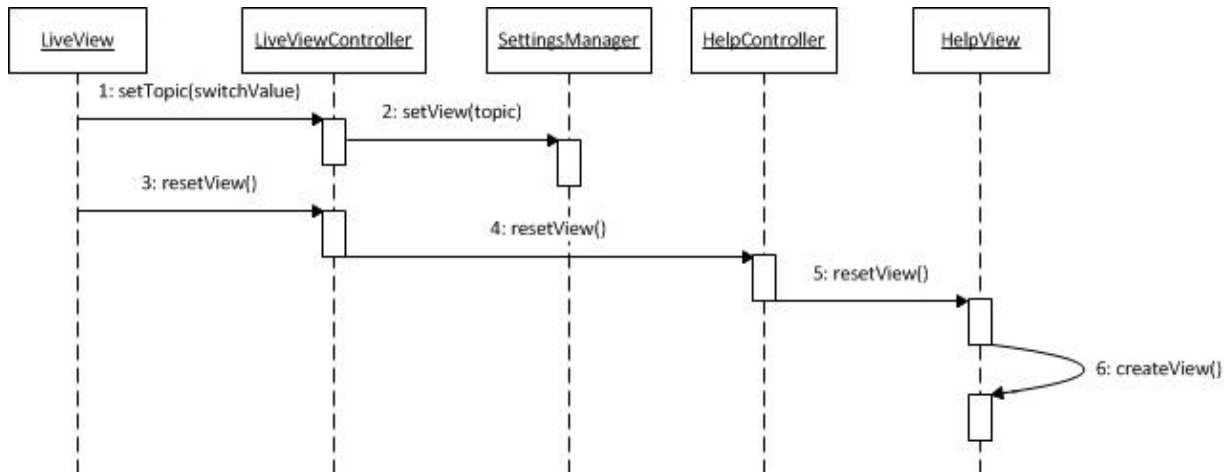 LiveView
LiveViewController
SettingsManager
HelpController
HelpView
1: setTopic(switchValue)
2: setView(topic)
3: resetView()
4: resetView()
5: resetView()
6: createView()